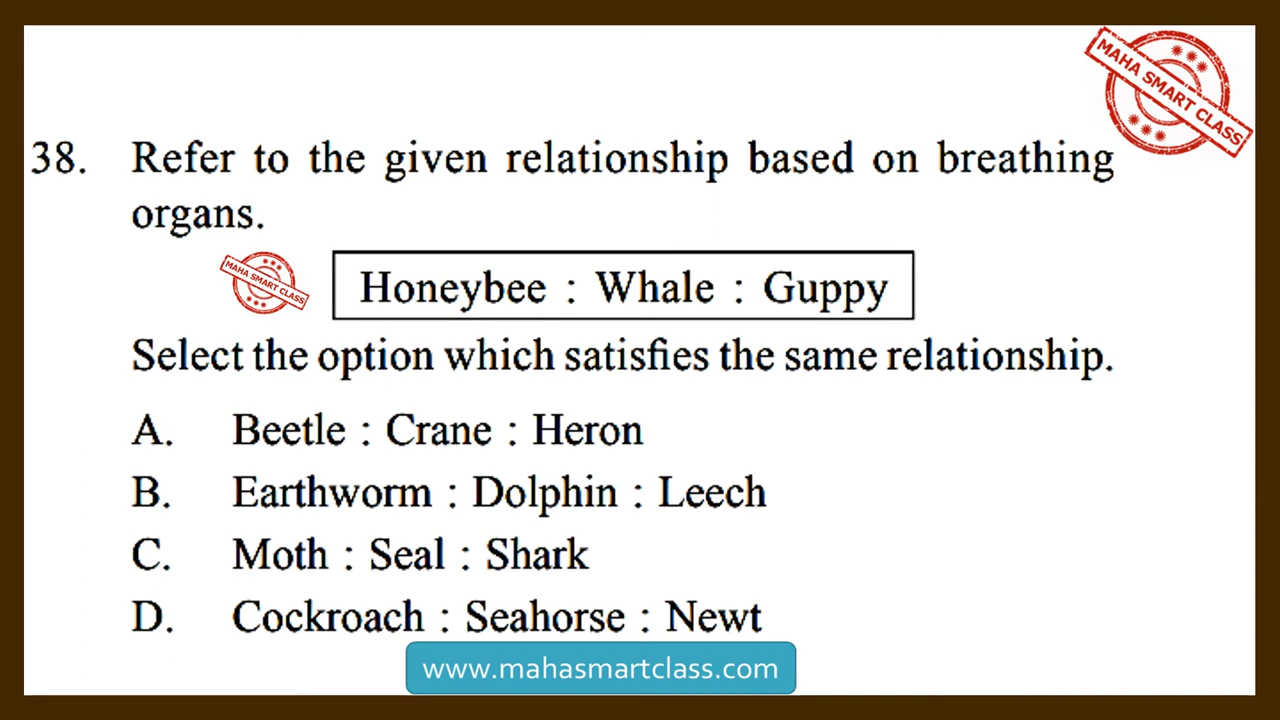 MAHA SMART CLASS
38. Refer to the given relationship based on breathing
organs.
MAHA SMART CLASS
Honeybee : Whale : Guppy
Select the option which satisfies the same relationship.
A. Beetle : Crane : Heron
B. Earthworm : Dolphin : Leech
C. Moth : Seal : Shark
D. Cockroach : Seahorse : Newt
www.mahasmartclass.com